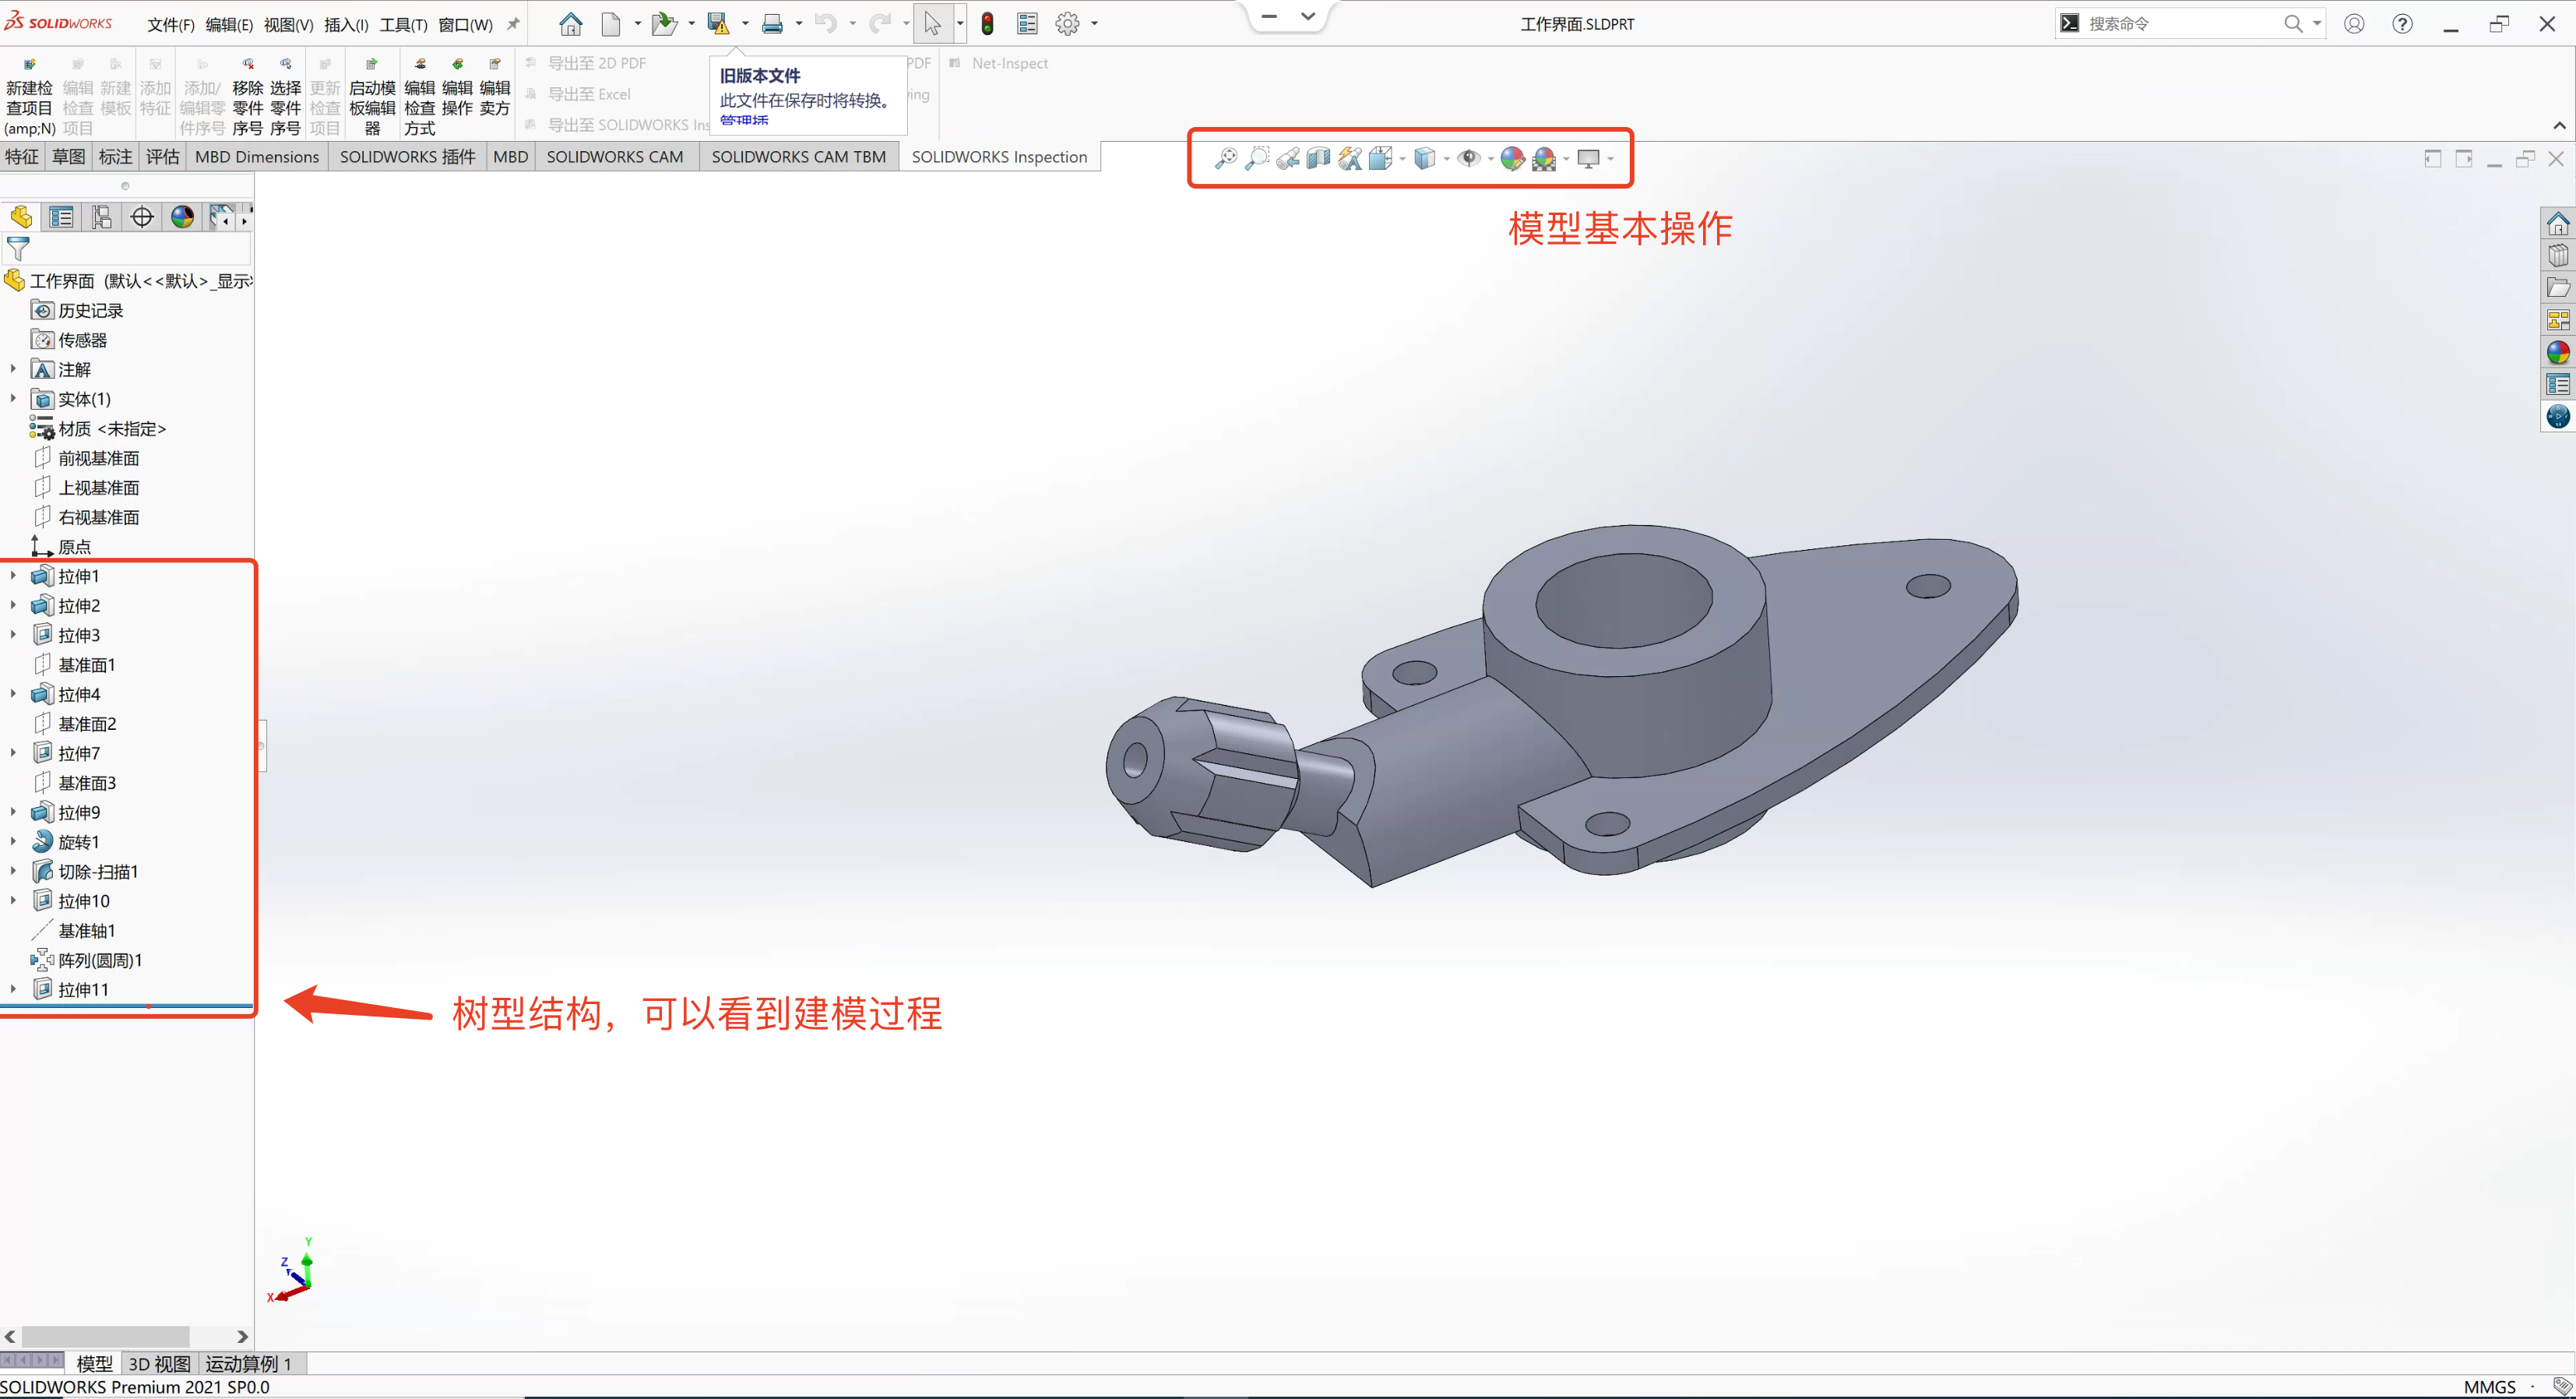 SOLIDWORKS 文件(F) 编辑(E) 视图(V) 插入(I) 工具(T) 窗口(W) 工作界面.SLDPRT 搜索命令
旧版本文件
此文件在保存时将转换。
管理插
新建检查项目(amp;N)
编辑检查项目
新建模板
添加特征
添加/编辑零件序号
移除零件序号
选择零件序号
更新检查项目
启动模板编辑器
编辑检查方式
编辑操作
编辑卖方
导出至 2D PDF
导出至 Excel
导出至 SOLIDWORKS Ins
PDF
ing
Net-Inspect
特征 草图 标注 评估 MBD Dimensions SOLIDWORKS 插件 MBD SOLIDWORKS CAM SOLIDWORKS CAM TBM SOLIDWORKS Inspection
模型基本操作
工作界面 (默认<<默认>_显示
历史记录
传感器
注解
实体(1)
材质 <未指定>
前视基准面
上视基准面
右视基准面
原点
拉伸1
拉伸2
拉伸3
基准面1
拉伸4
基准面2
拉伸7
基准面3
拉伸9
旋转1
切除-扫描1
拉伸10
基准轴1
阵列(圆周)1
拉伸11
树型结构，可以看到建模过程
Y
Z
X
模型 3D 视图 运动算例 1
SOLIDWORKS Premium 2021 SP0.0 MMGS